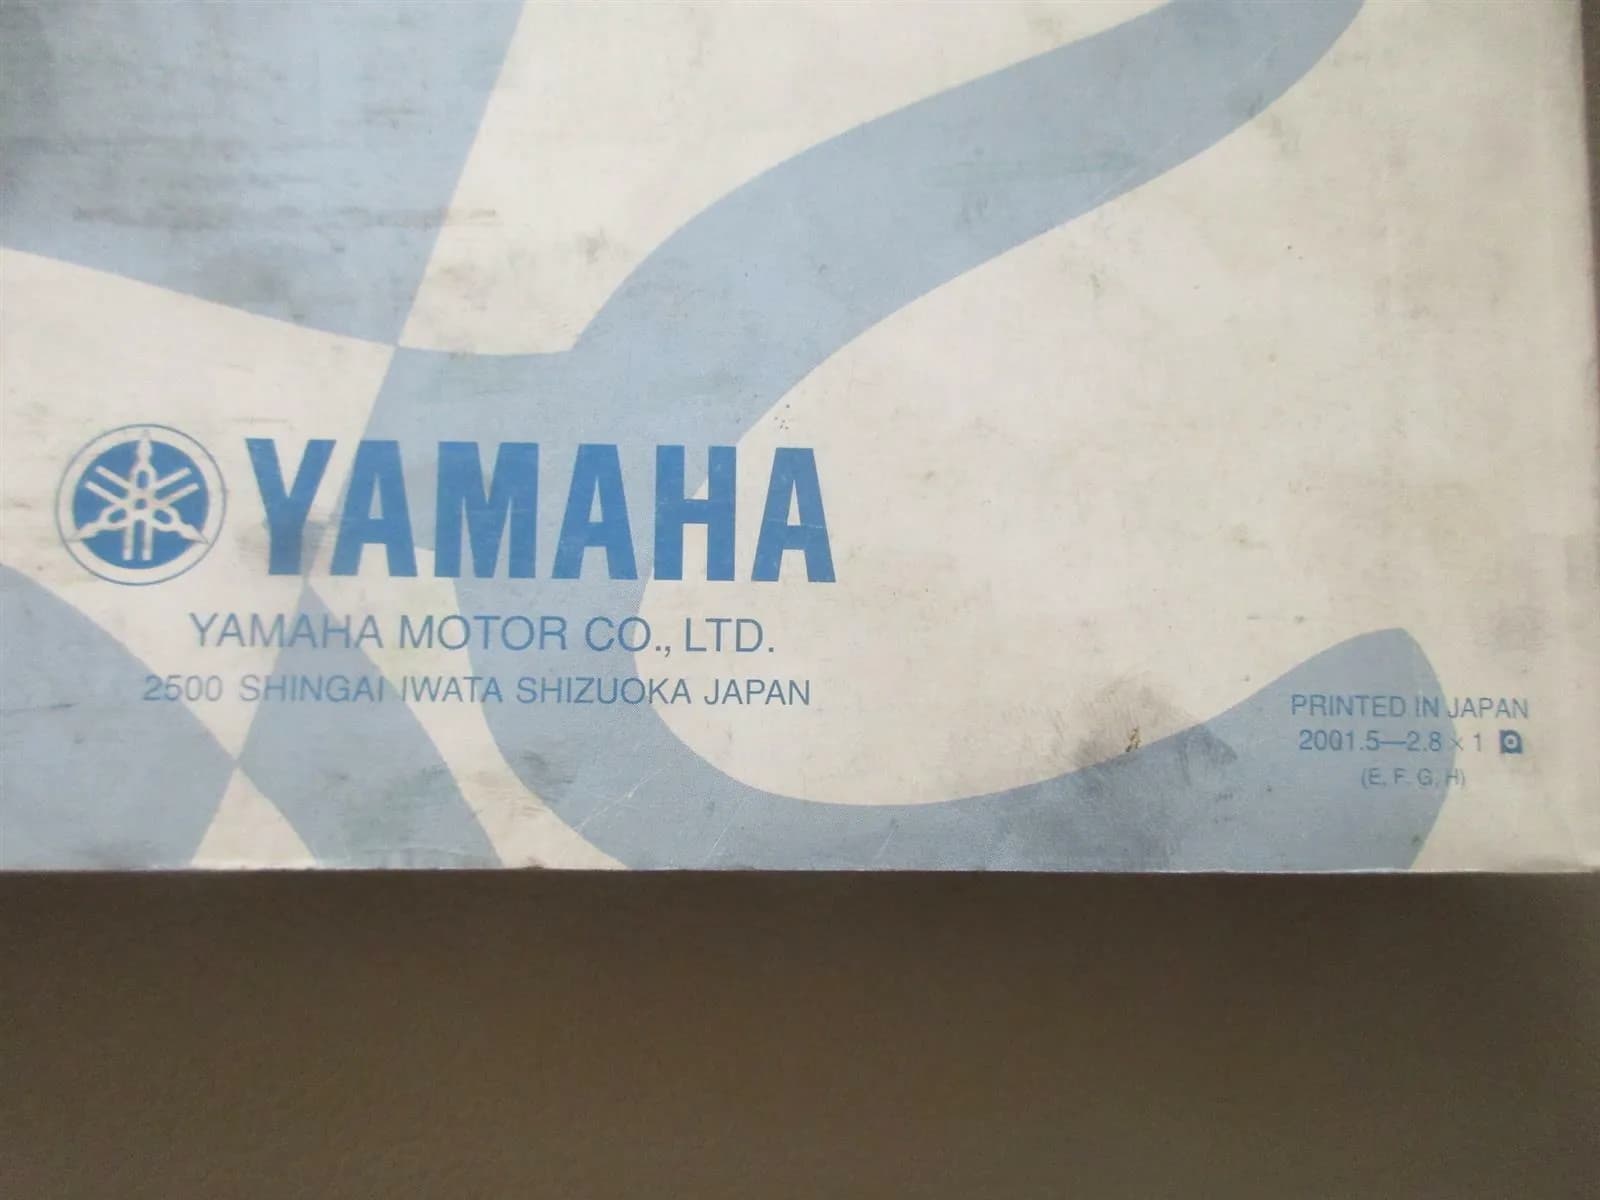 YAMAHA
YAMAHA MOTOR CO., LTD.
2500 SHINGAI IWATA SHIZUOKA JAPAN
PRINTED IN JAPAN
2001.5—2.8×1
(E, F, G, H)